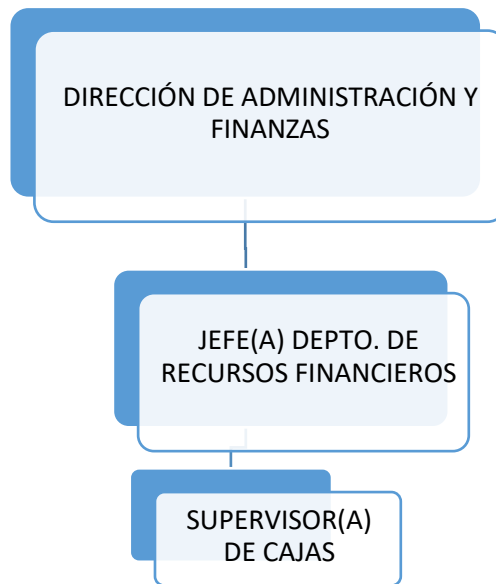 DIRECCIÓN DE ADMINISTRACIÓN Y
FINANZAS
JEFE(A) DEPTO. DE
RECURSOS FINANCIEROS
SUPERVISOR(A)
DE CAJAS